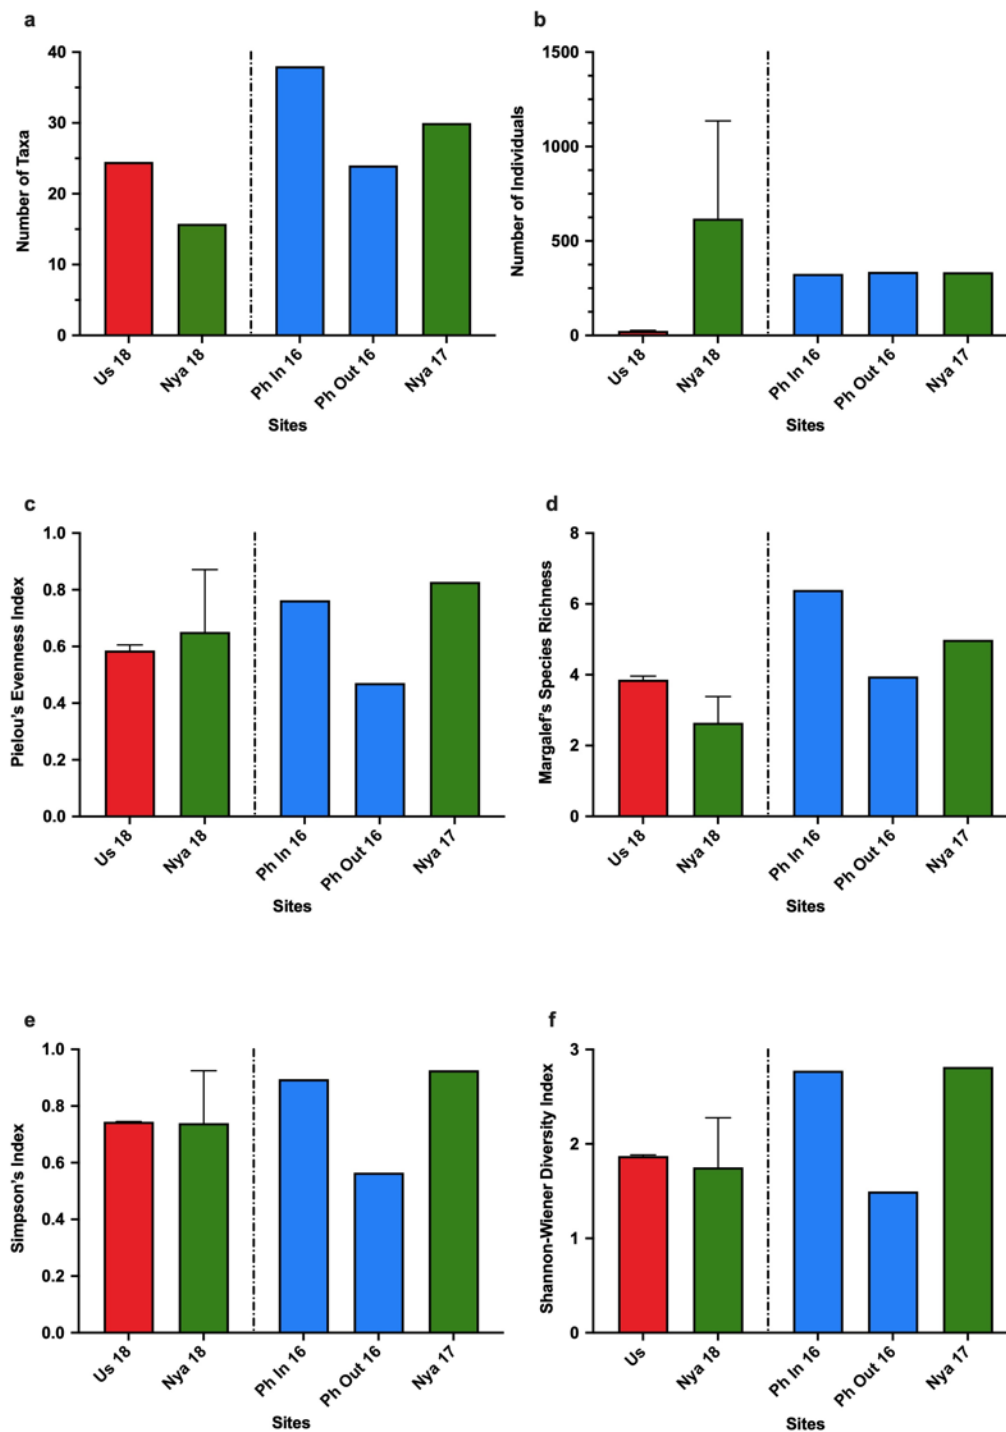 a
Number of Taxa
40
30
20
10
0
Us 18
Nya 18
Ph In 16
Ph Out 16
Nya 17
Sites
b
Number of Individuals
1500
1000
500
0
Us 18
Nya 18
Ph In 16
Ph Out 16
Nya 17
Sites
c
Pielou's Evenness Index
1.0
0.8
0.6
0.4
0.2
0.0
Us 18
Nya 18
Ph In 16
Ph Out 16
Nya 17
Sites
d
Margalef's Species Richness
8
6
4
2
0
Us 18
Nya 18
Ph In 16
Ph Out 16
Nya 17
Sites
e
Simpson's Index
1.0
0.8
0.6
0.4
0.2
0.0
Us 18
Nya 18
Ph In 16
Ph Out 16
Nya 17
Sites
f
Shannon-Wiener Diversity Index
3
2
1
0
Us
Nya 18
Ph In 16
Ph Out 16
Nya 17
Sites